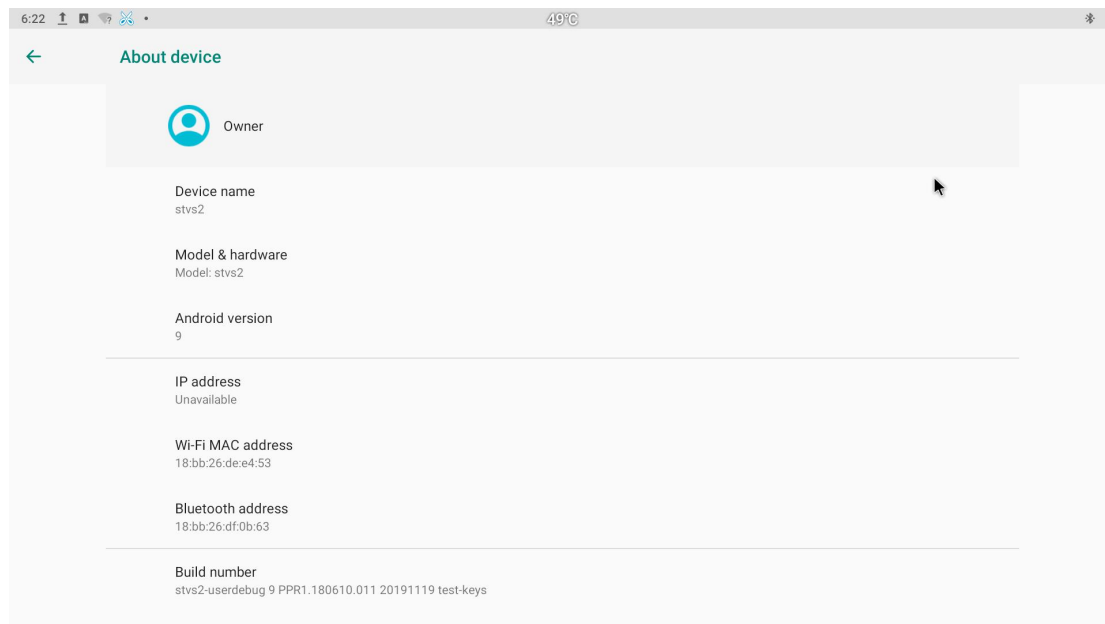 6:22
49°C
About device
Owner
Device name
stvs2
Model & hardware
Model: stvs2
Android version
9
IP address
Unavailable
Wi-Fi MAC address
18:bb:26:de:e4:53
Bluetooth address
18:bb:26:df:0b:63
Build number
stvs2-userdebug 9 PPR1.180610.011 20191119 test-keys